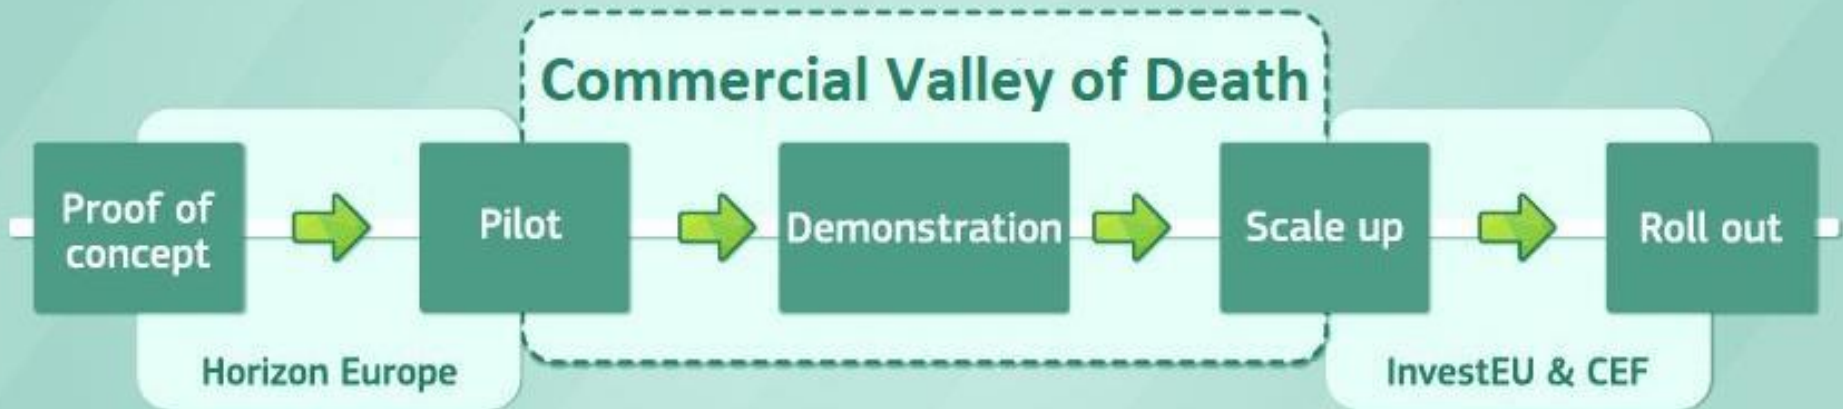 Commercial Valley of Death
Proof of
concept
Pilot
Demonstration
Scale up
Roll out
Horizon Europe
InvestEU & CEF